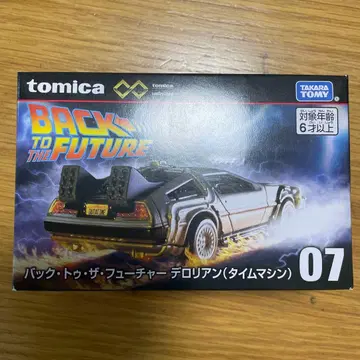 tomica
tomica
TAKARA
TOMY
対象年齢
6才以上
BACK
TO
THE FUTURE
バック・トゥ・ザ・フューチャー デロリアン(タイムマシン)
07